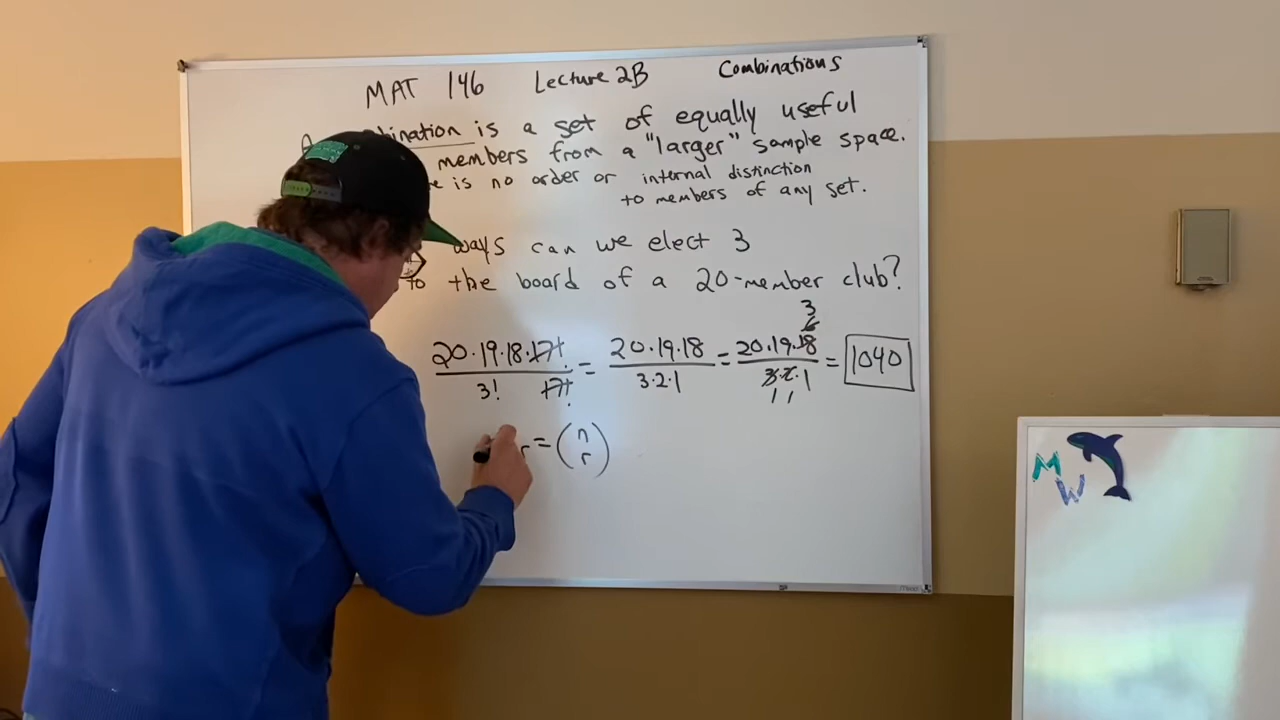 MAT 146 Lecture 2B Combinations
is a set of equally useful
members from a "larger" sample space.
is no order or internal distinction
to members of any set.
ways can we elect 3
to the board of a 20-member club?
20·19·18·17!/3! 17! = 20·19·18/3·2·1 = 20·19·18/3·2·1 = 1040
3
6
1 1
r = (n r)
M
W